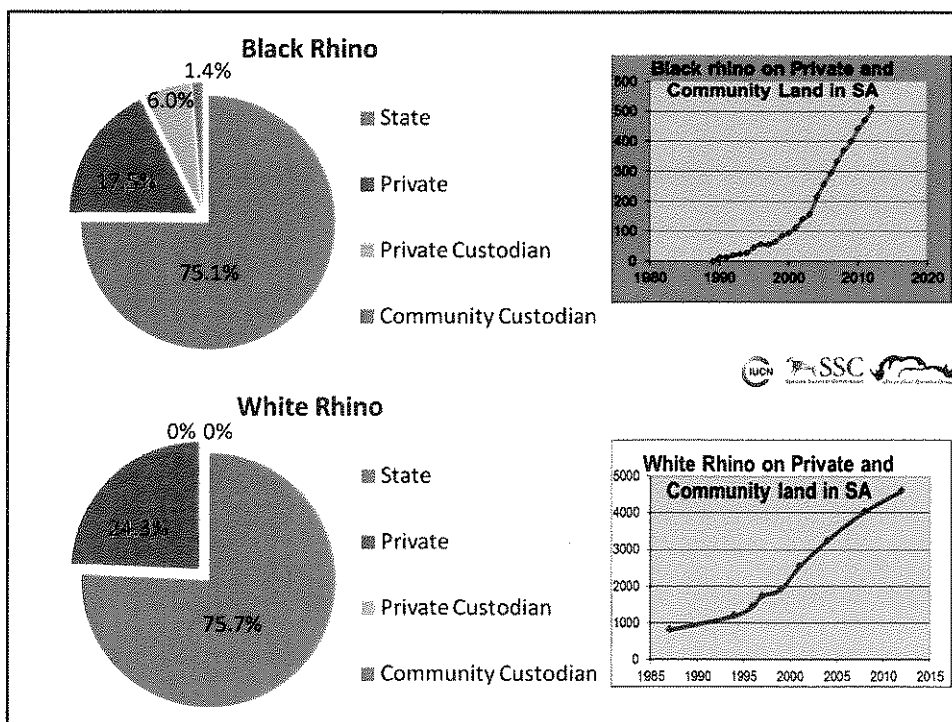 Black Rhino
1.4%
6.0%
17.5%
75.1%
State
Private
Private Custodian
Community Custodian
Black rhino on Private and
Community Land in SA
600
500
400
300
200
100
0
1980
1990
2000
2010
2020
IUCN
SSC
Species Survival Commission
White Rhino
0% 0%
24.3%
75.7%
State
Private
Private Custodian
Community Custodian
White Rhino on Private and
Community land in SA
5000
4000
3000
2000
1000
0
1985
1990
1995
2000
2005
2010
2015